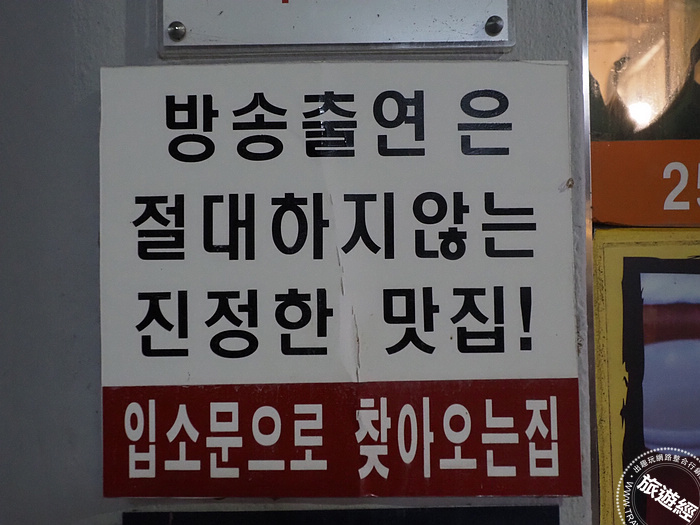 방송출연은
절대하지않는
진정한 맛집!
입소문으로 찾아오는집
25
출
旅遊經